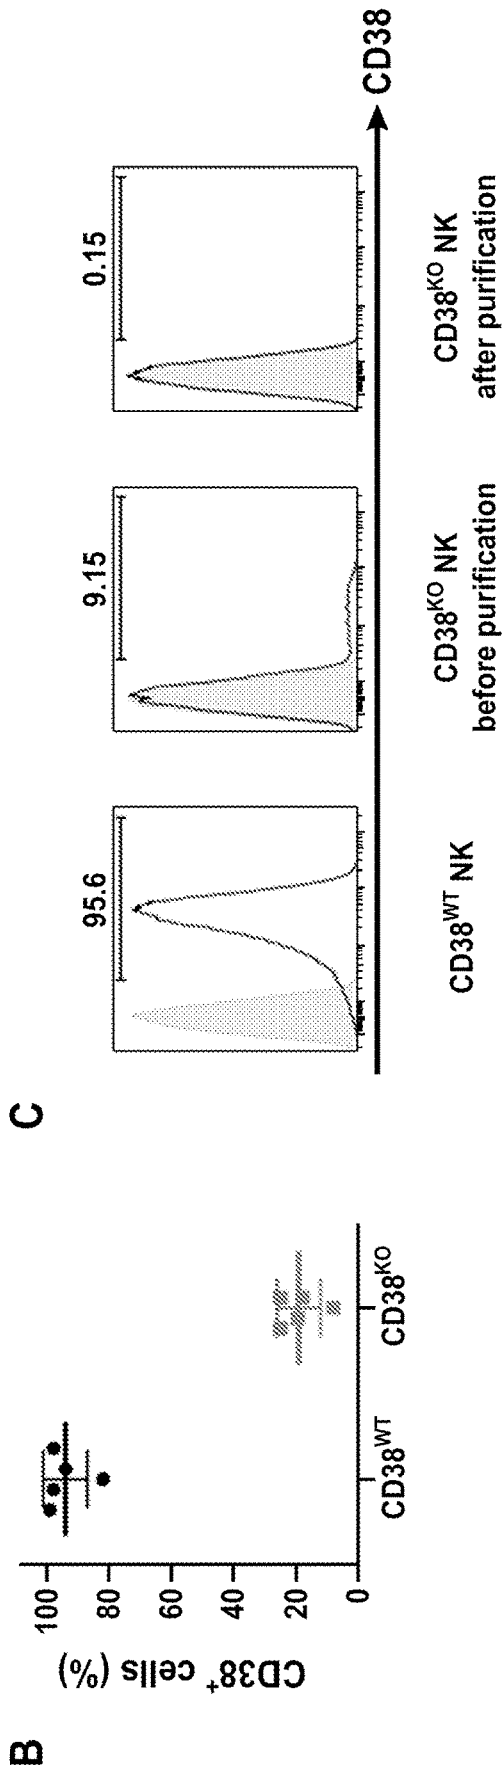 B
CD38⁺ cells (%)
100
80
60
40
20
0
CD38ᵂᵀ
CD38ᴷᴼ
C
95.6
9.15
0.15
CD38
CD38ᵂᵀ NK
CD38ᴷᴼ NK
before purification
CD38ᴷᴼ NK
after purification